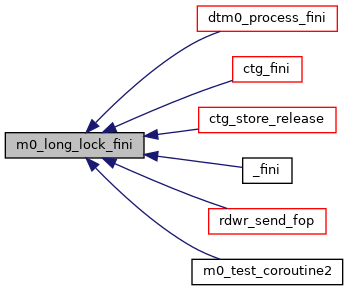 dtm0_process_fini
ctg_fini
ctg_store_release
m0_long_lock_fini
_fini
rdwr_send_fop
m0_test_coroutine2